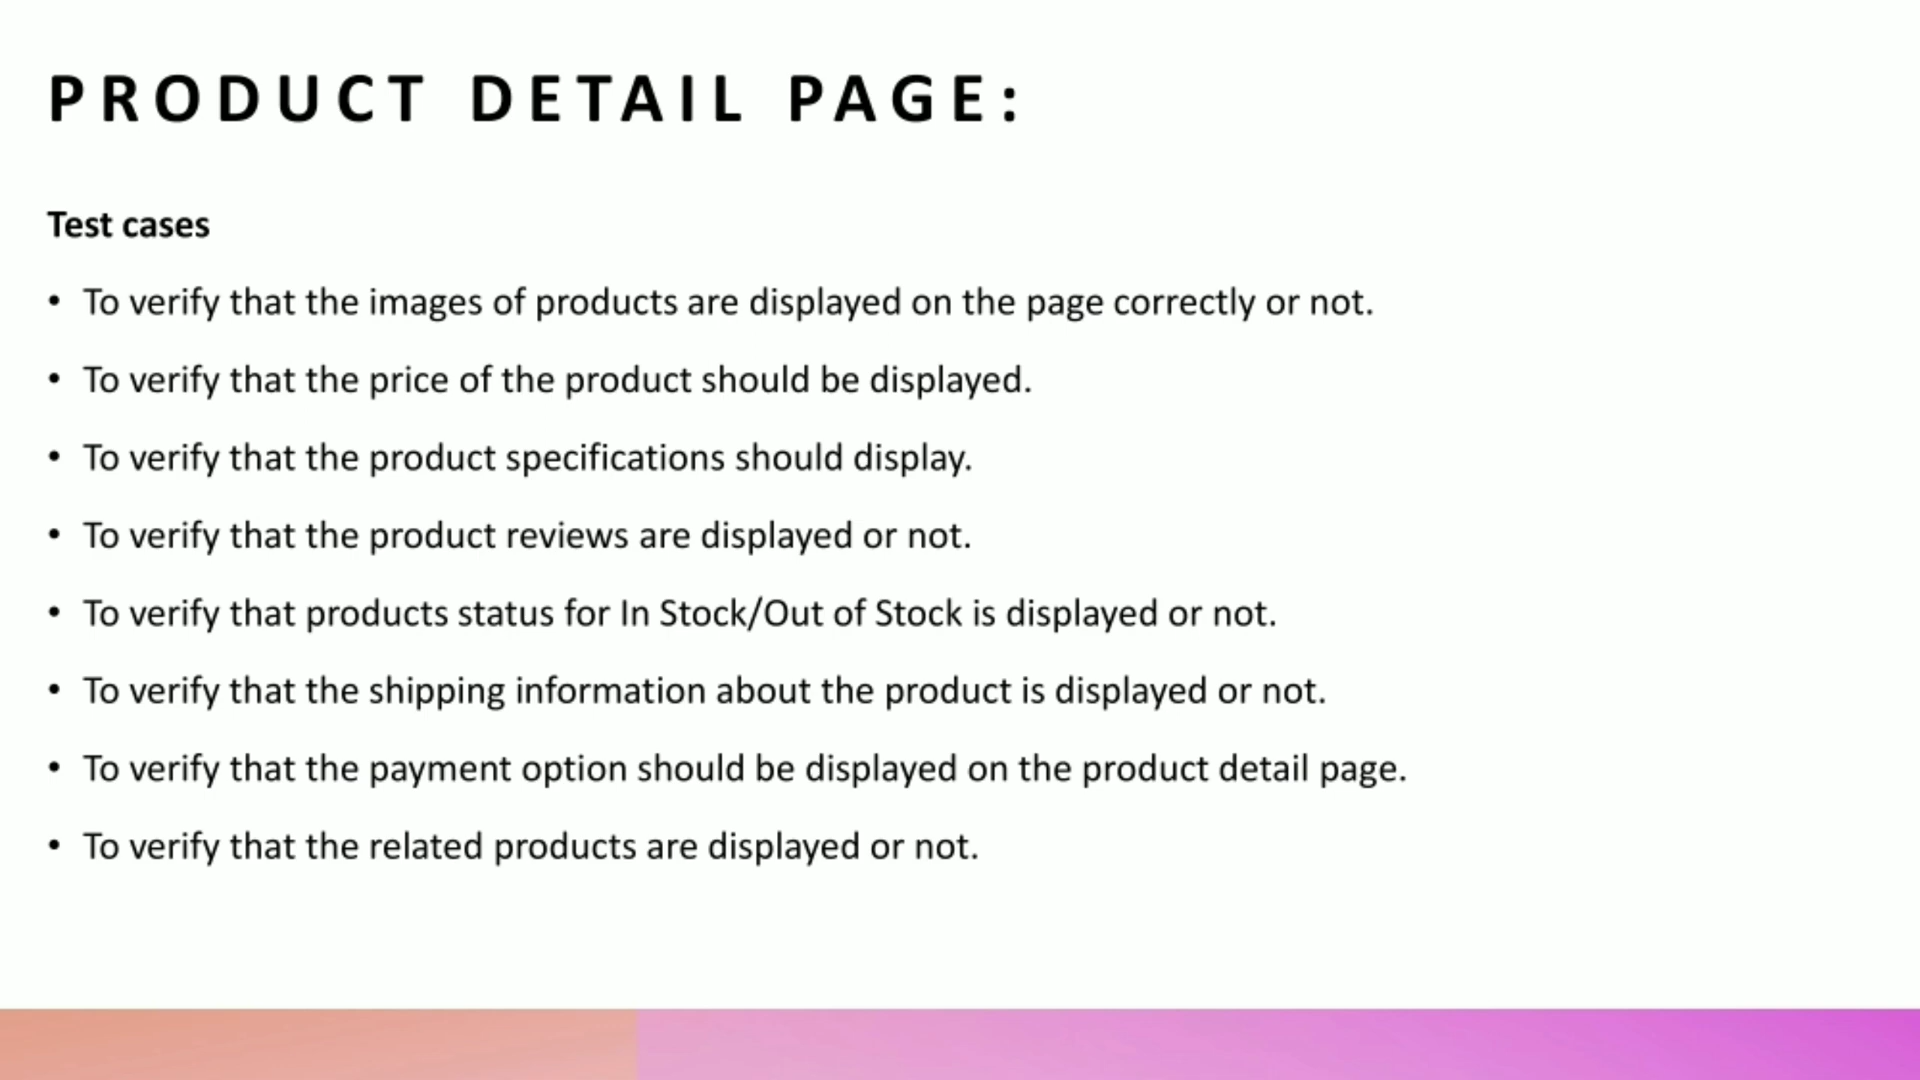 PRODUCT DETAIL PAGE:
Test cases
• To verify that the images of products are displayed on the page correctly or not.
• To verify that the price of the product should be displayed.
• To verify that the product specifications should display.
• To verify that the product reviews are displayed or not.
• To verify that products status for In Stock/Out of Stock is displayed or not.
• To verify that the shipping information about the product is displayed or not.
• To verify that the payment option should be displayed on the product detail page.
• To verify that the related products are displayed or not.